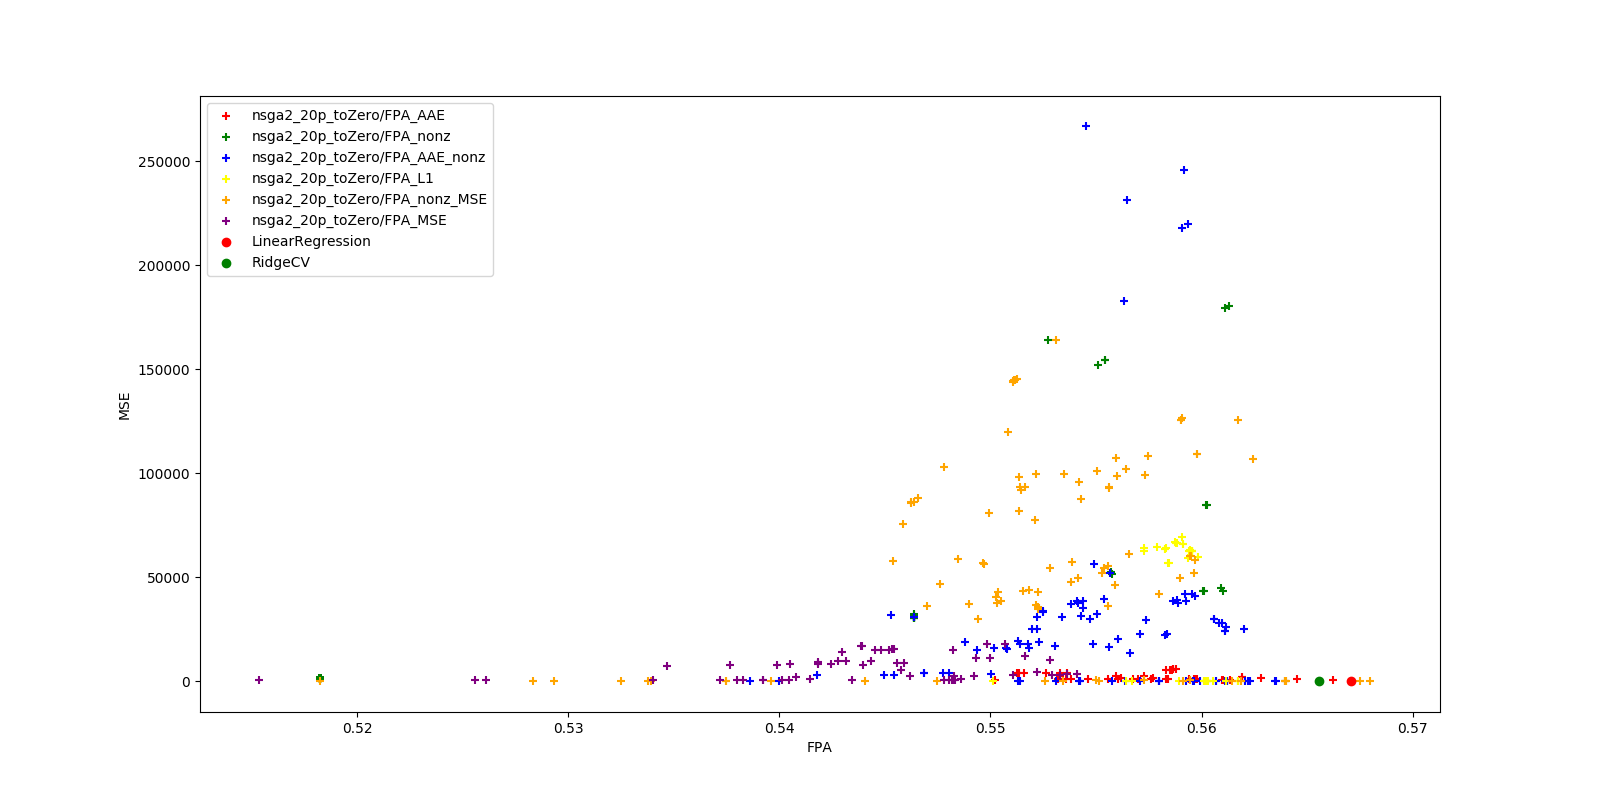 nsga2_20p_toZero/FPA_AAE
nsga2_20p_toZero/FPA_nonz
nsga2_20p_toZero/FPA_AAE_nonz
nsga2_20p_toZero/FPA_L1
nsga2_20p_toZero/FPA_nonz_MSE
nsga2_20p_toZero/FPA_MSE
LinearRegression
RidgeCV
250000
200000
150000
100000
50000
0
MSE
0.52 0.53 0.54 0.55 0.56 0.57
FPA